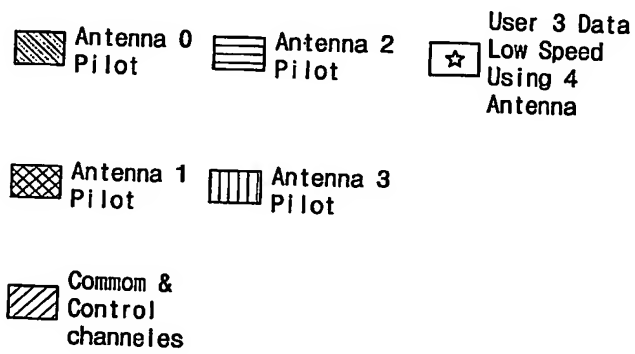 Antenna 0
Pilot
Antenna 2
Pilot
User 3 Data
Low Speed
Using 4
Antenna
Antenna 1
Pilot
Antenna 3
Pilot
Commom &
Control
channeles